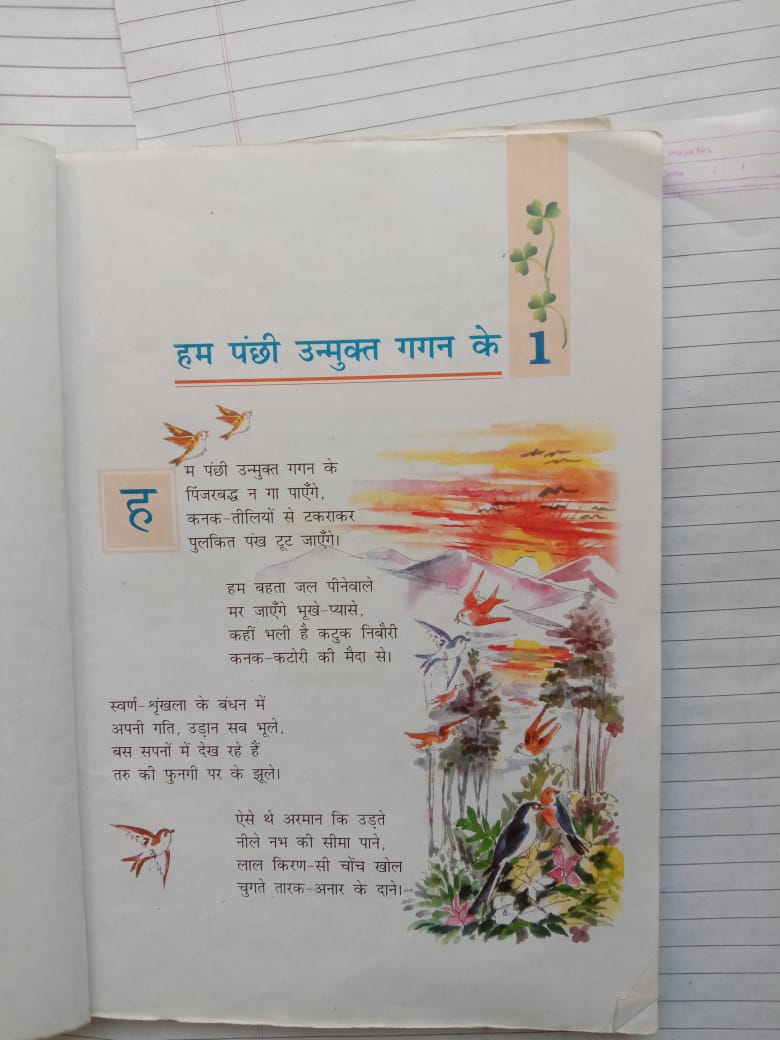 हम पंछी उन्मुक्त गगन के
1
हम पंछी उन्मुक्त गगन के
पिंजरबद्ध न गा पाएँगे,
कनक-तीलियों से टकराकर
पुलकित पंख टूट जाएँगे।
हम बहता जल पीनेवाले
मर जाएँगे भूखे-प्यासे,
कहीं भली है कटुक निबौरी
कनक-कटोरी की मैदा से।
स्वर्ण-शृंखला के बंधन में
अपनी गति, उड़ान सब भूले,
बस सपनों में देख रहे हैं
तरु की फुनगी पर के झूले।
ऐसे थे अरमान कि उड़ते
नीले नभ की सीमा पाने,
लाल किरण-सी चोंच खोल
चुगते तारक-अनार के दाने।
Page No.